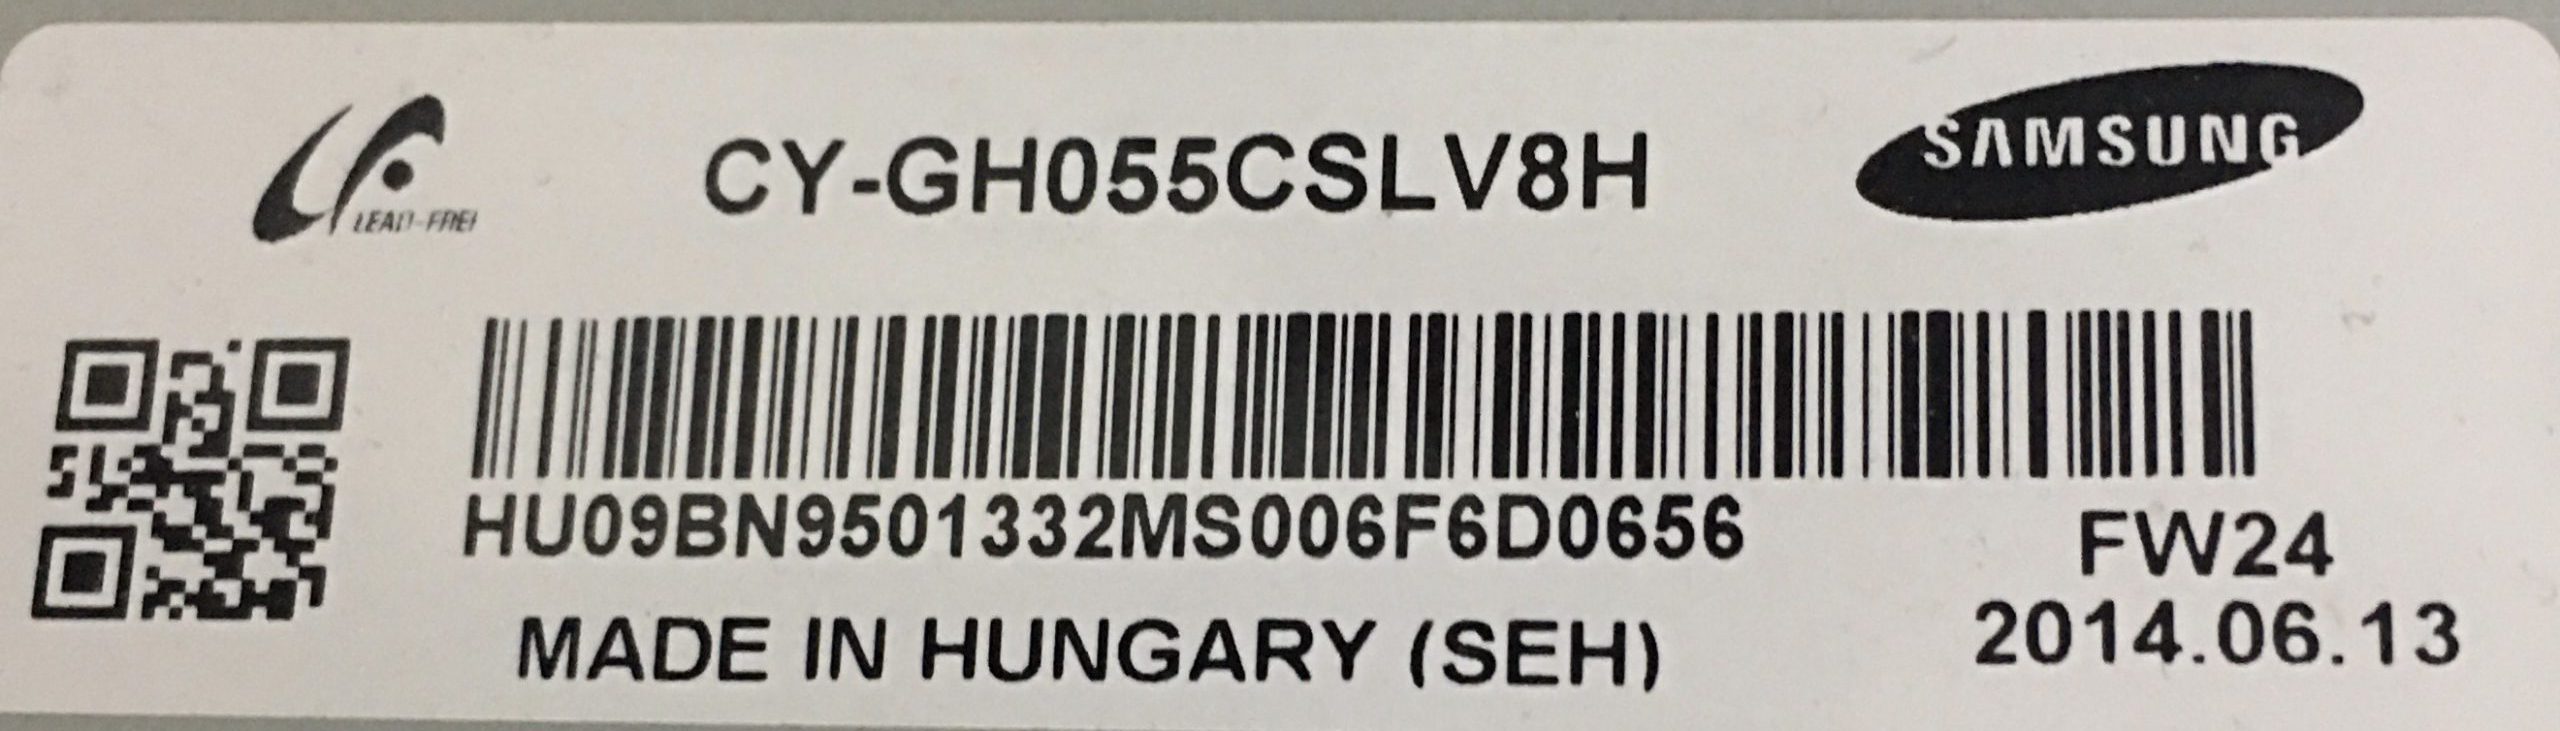 LEAD-FREE
CY-GH055CSLV8H
SAMSUNG
HU09BN9501332MS006F6D0656
FW24
2014.06.13
MADE IN HUNGARY (SEH)